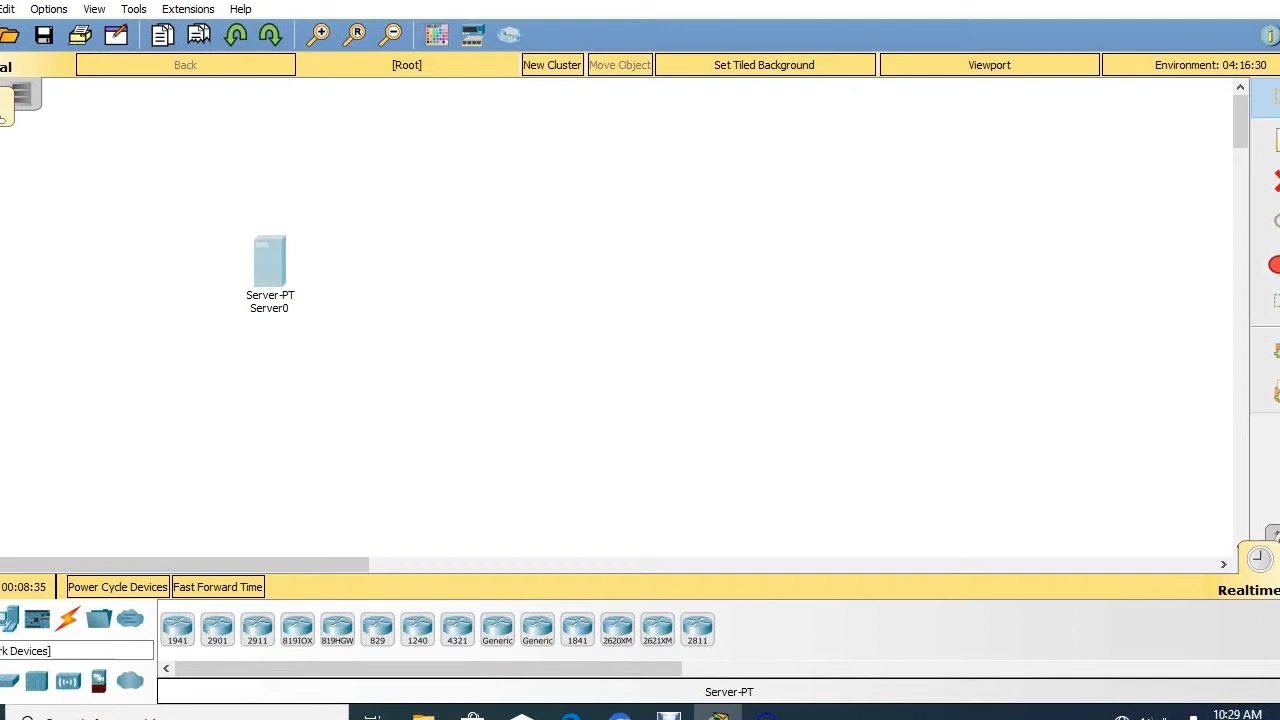 Edit Options View Tools Extensions Help
al Back [Root] New Cluster Move Object Set Tiled Background Viewport Environment: 04:16:30
Server-PT
Server0
00:08:35 Power Cycle Devices Fast Forward Time
Realtime
1941 2901 2911 819IOX 819HGW 829 1240 4321 Generic Generic 1841 2620XM 2621XM 2811
rk Devices]
Server-PT
10:29 AM